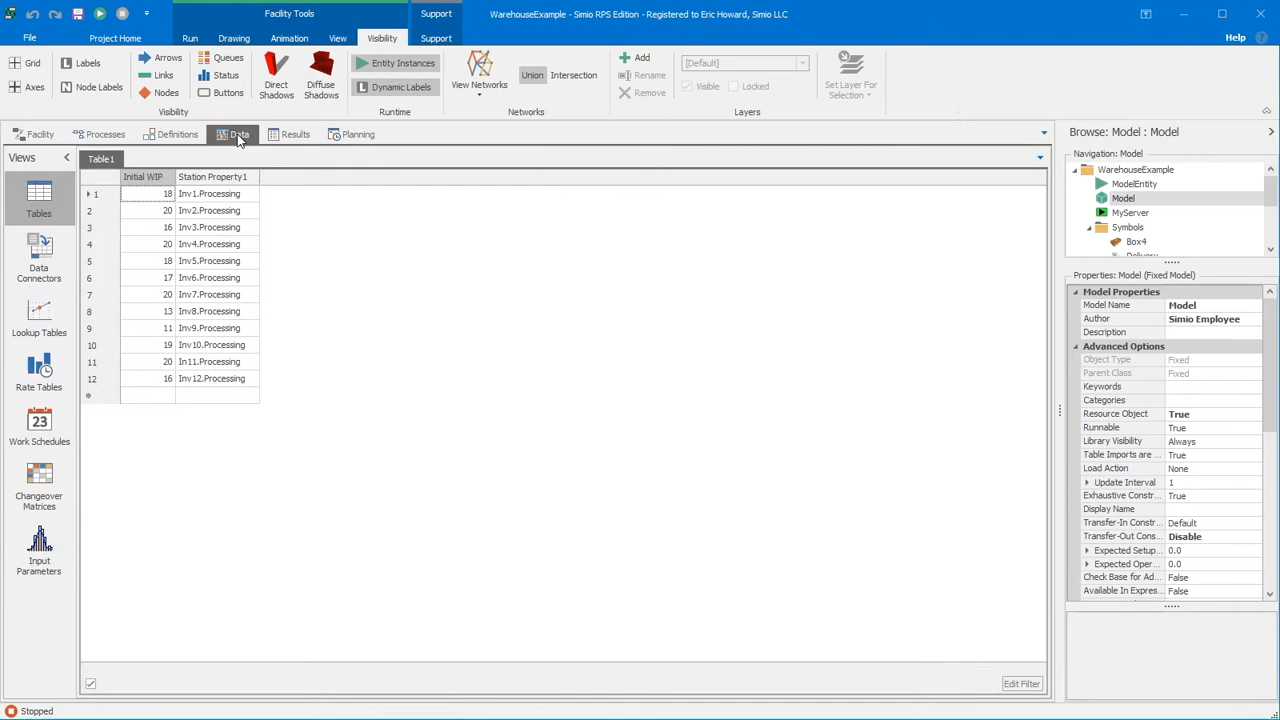 Facility Tools
Support
WarehouseExample - Simio RPS Edition - Registered to Eric Howard, Simio LLC
File
Project Home
Run
Drawing
Animation
View
Visibility
Support
Help
Grid
Axes
Labels
Node Labels
Arrows
Links
Nodes
Queues
Status
Buttons
Visibility
Direct
Shadows
Diffuse
Shadows
Entity Instances
Dynamic Labels
Runtime
View Networks
Union
Intersection
Networks
Add
Rename
Remove
[Default]
Visible
Locked
Set Layer For
Selection
Layers
Facility
Processes
Definitions
Data
Results
Planning
Views
Tables
Data
Connectors
Lookup Tables
Rate Tables
23
Work Schedules
Changeover
Matrices
Input
Parameters
Table1
Initial WIP Station Property1
1 18 Inv1.Processing
2 20 Inv2.Processing
3 16 Inv3.Processing
4 20 Inv4.Processing
5 18 Inv5.Processing
6 17 Inv6.Processing
7 20 Inv7.Processing
8 13 Inv8.Processing
9 11 Inv9.Processing
10 19 Inv10.Processing
11 20 In11.Processing
12 16 Inv12.Processing
Edit Filter
Browse: Model : Model
Navigation: Model
WarehouseExample
ModelEntity
Model
MyServer
Symbols
Box4
Properties: Model (Fixed Model)
Model Properties
Model Name Model
Author Simio Employee
Description
Advanced Options
Object Type Fixed
Parent Class Fixed
Keywords
Categories
Resource Object True
Runnable True
Library Visibility Always
Table Imports are ... True
Load Action None
Update Interval 1
Exhaustive Constr... True
Display Name
Transfer-In Constr... Default
Transfer-Out Cons... Disable
Expected Setup... 0.0
Expected Oper... 0.0
Check Base for Ad... False
Available In Expres... False
Stopped